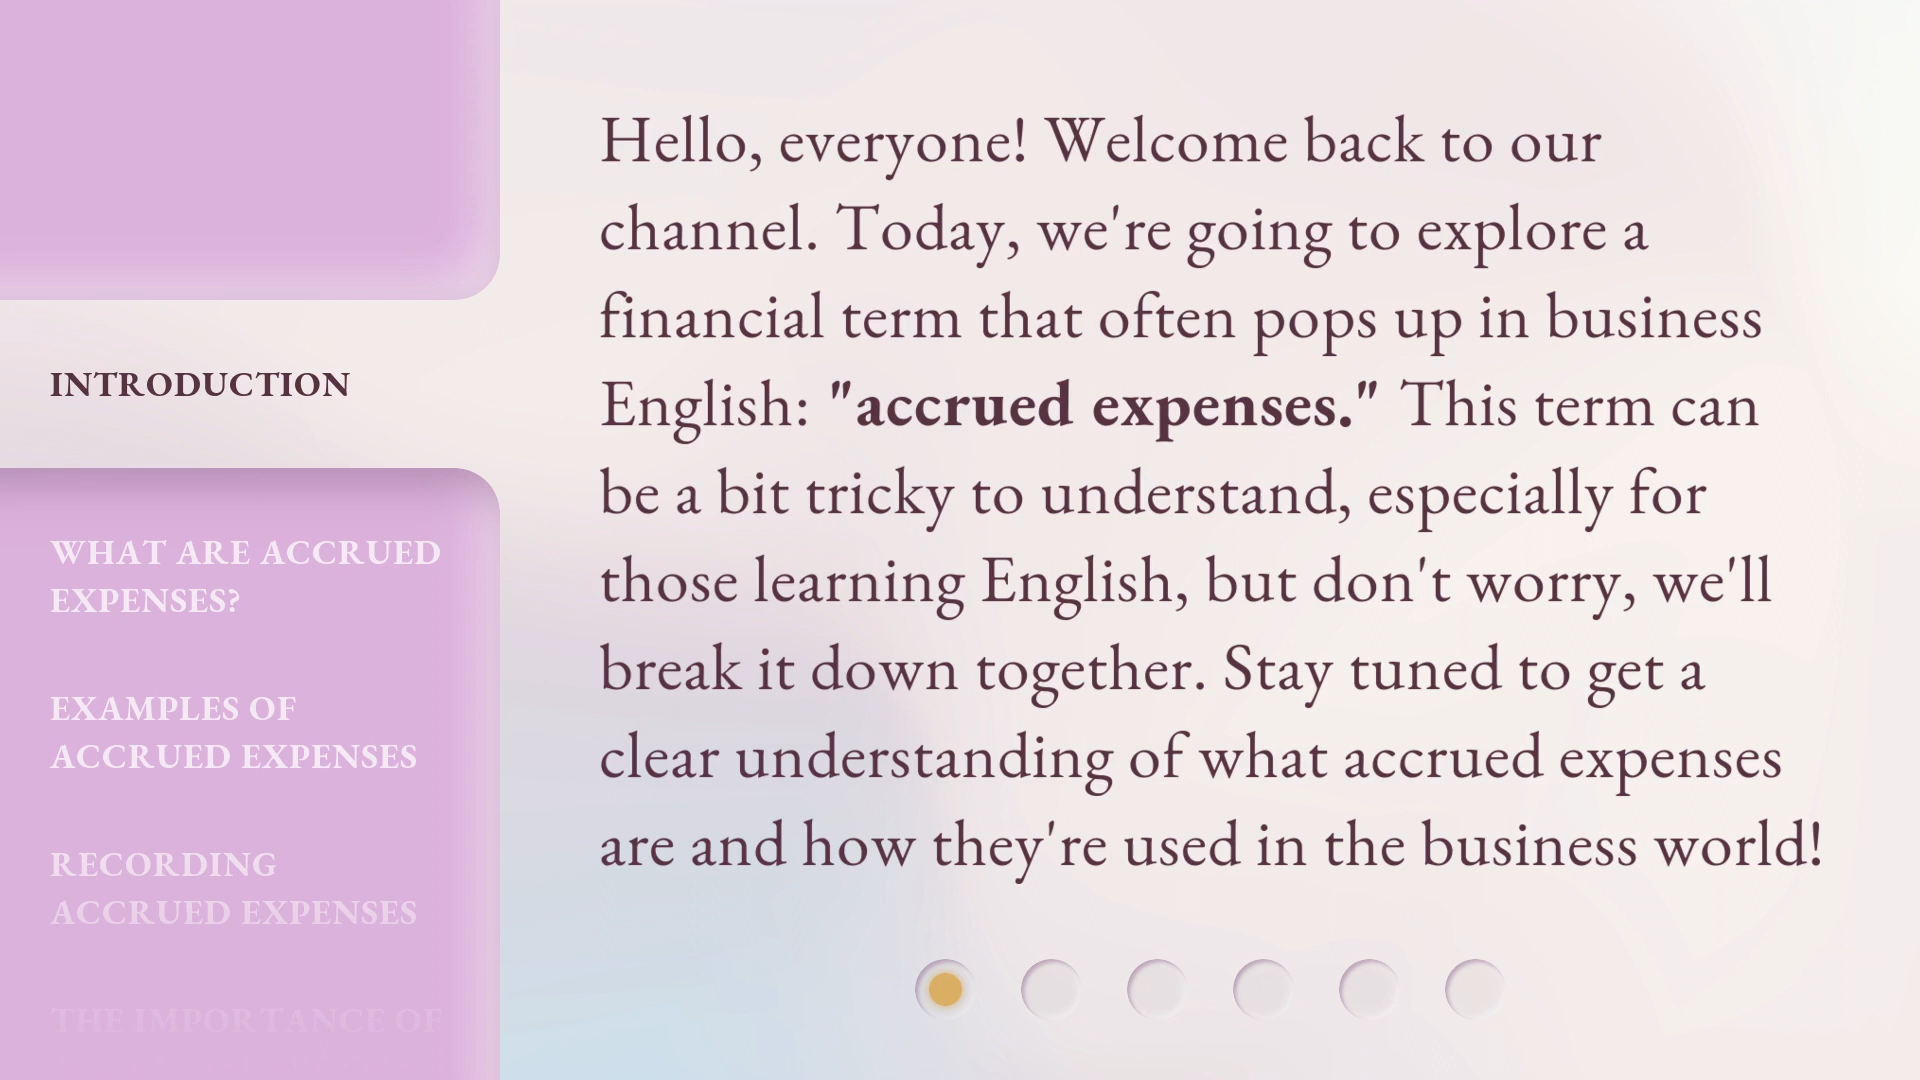 INTRODUCTION
WHAT ARE ACCRUED
EXPENSES?
EXAMPLES OF
ACCRUED EXPENSES
RECORDING
ACCRUED EXPENSES
THE IMPORTANCE OF
Hello, everyone! Welcome back to our
channel. Today, we're going to explore a
financial term that often pops up in business
English: "accrued expenses." This term can
be a bit tricky to understand, especially for
those learning English, but don't worry, we'll
break it down together. Stay tuned to get a
clear understanding of what accrued expenses
are and how they're used in the business world!